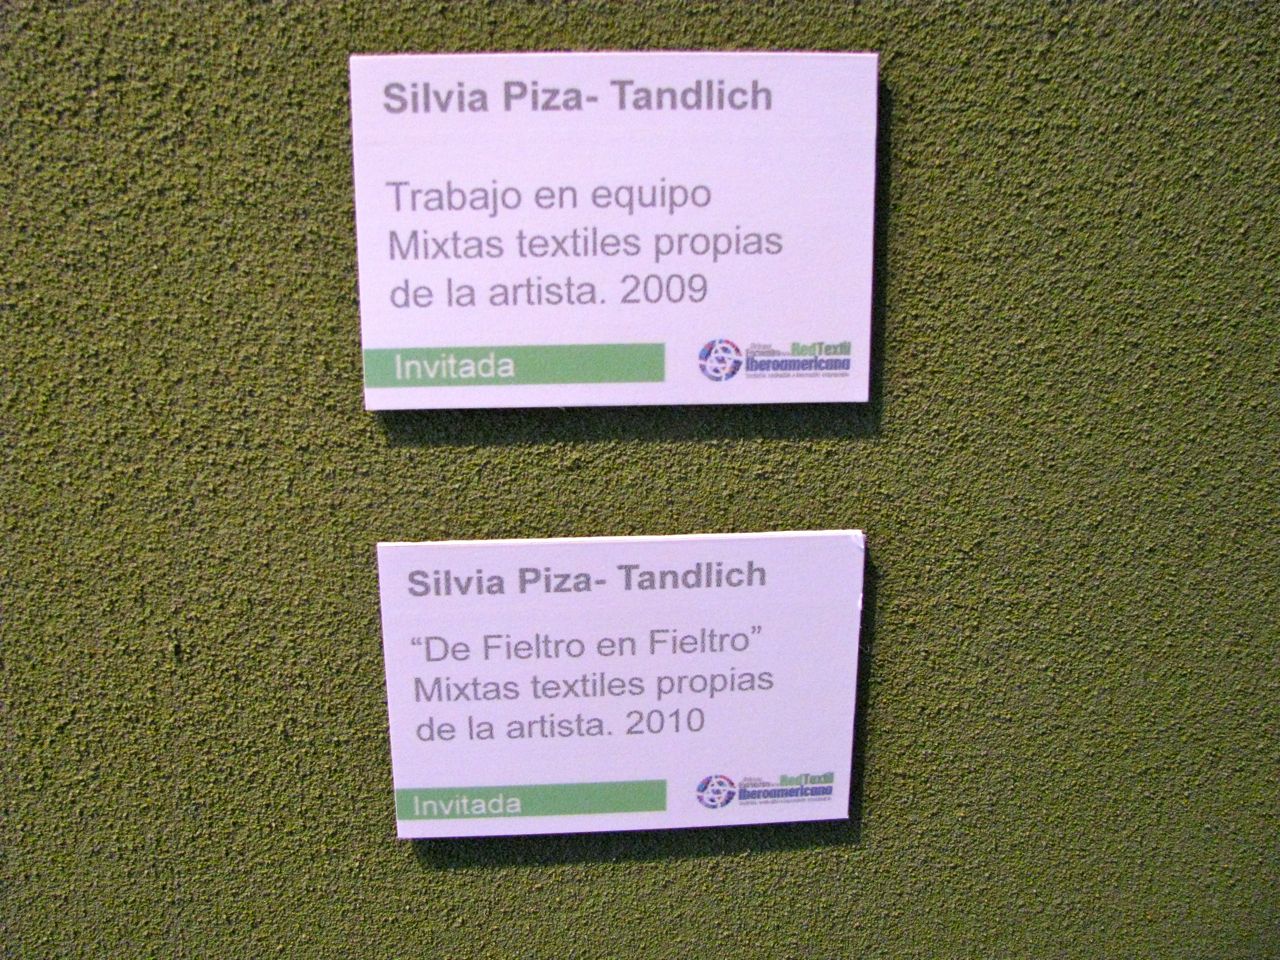 Silvia Piza- Tandlich
Trabajo en equipo
Mixtas textiles propias
de la artista. 2009
Invitada
RedTextil
Iberoamericana
Silvia Piza- Tandlich
“De Fieltro en Fieltro”
Mixtas textiles propias
de la artista. 2010
Invitada
RedTextil
Iberoamericana